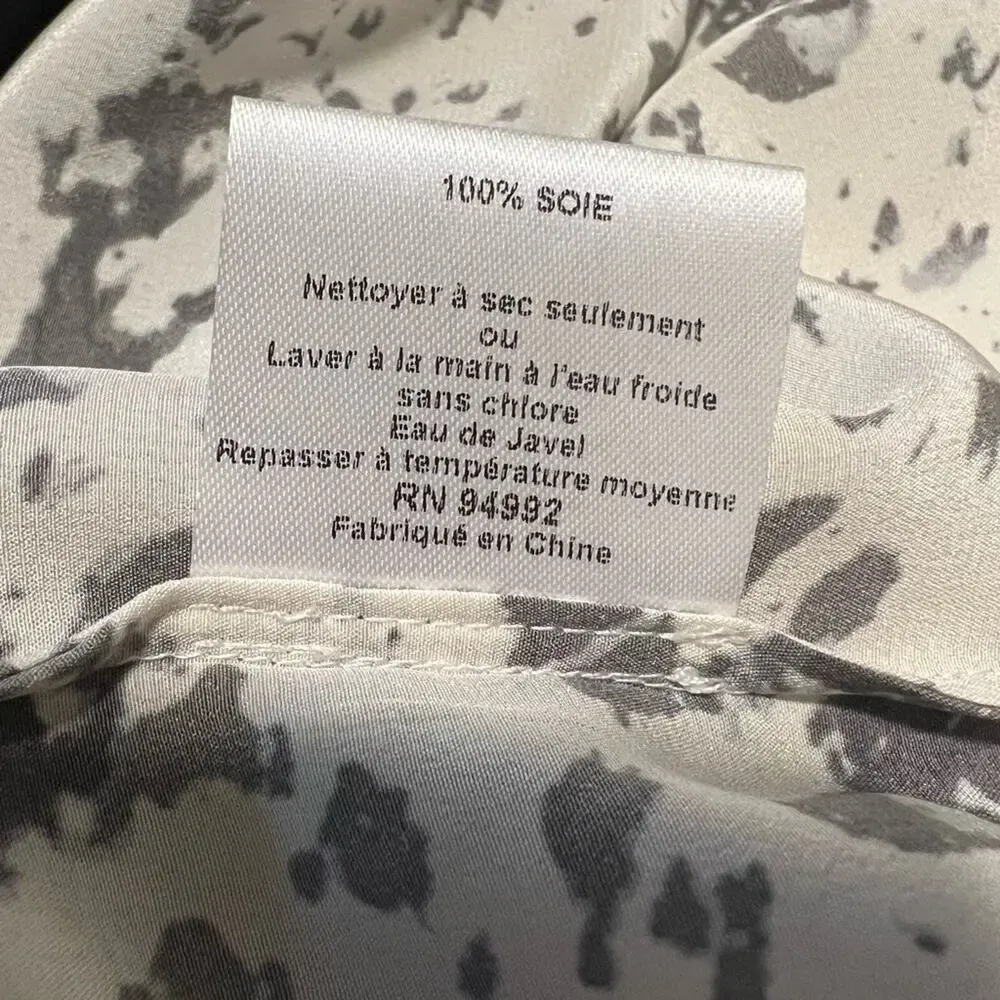 100% SOIE
Nettoyer à sec seulement
ou
Laver à la main à l'eau froide
sans chlore
Eau de Javel
Repasser à température moyenne
RN 94992
Fabriqué en Chine